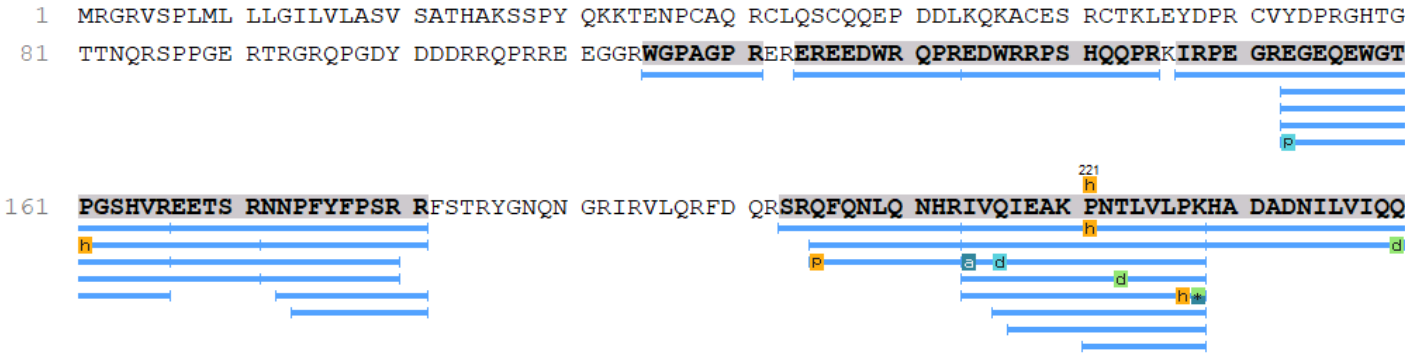 1 MRGRVSPLML LLGILVLASV SATHAKSSPY QKKTENPCAQ RCLQSCQQEP DDLKQKACES RCTKLEYDPR CVYDPRGHTG
81 TTNQRSPPGE RTRGRQPGDY DDDRRQPRRE EGGRWGPAGP REREREEDWR QPREDWRRPS HQQPRKIRPE GREGEQEWGT
p
221
h
161 PGSHVREETS RNNPFYFPSR RFSTRYGNQN GRIRVLQRFD QRSRQFQNLQ NHRIVQIEAK PNTLVLPKHA DADNILVIQQ
h
h d
p a d
d
h *